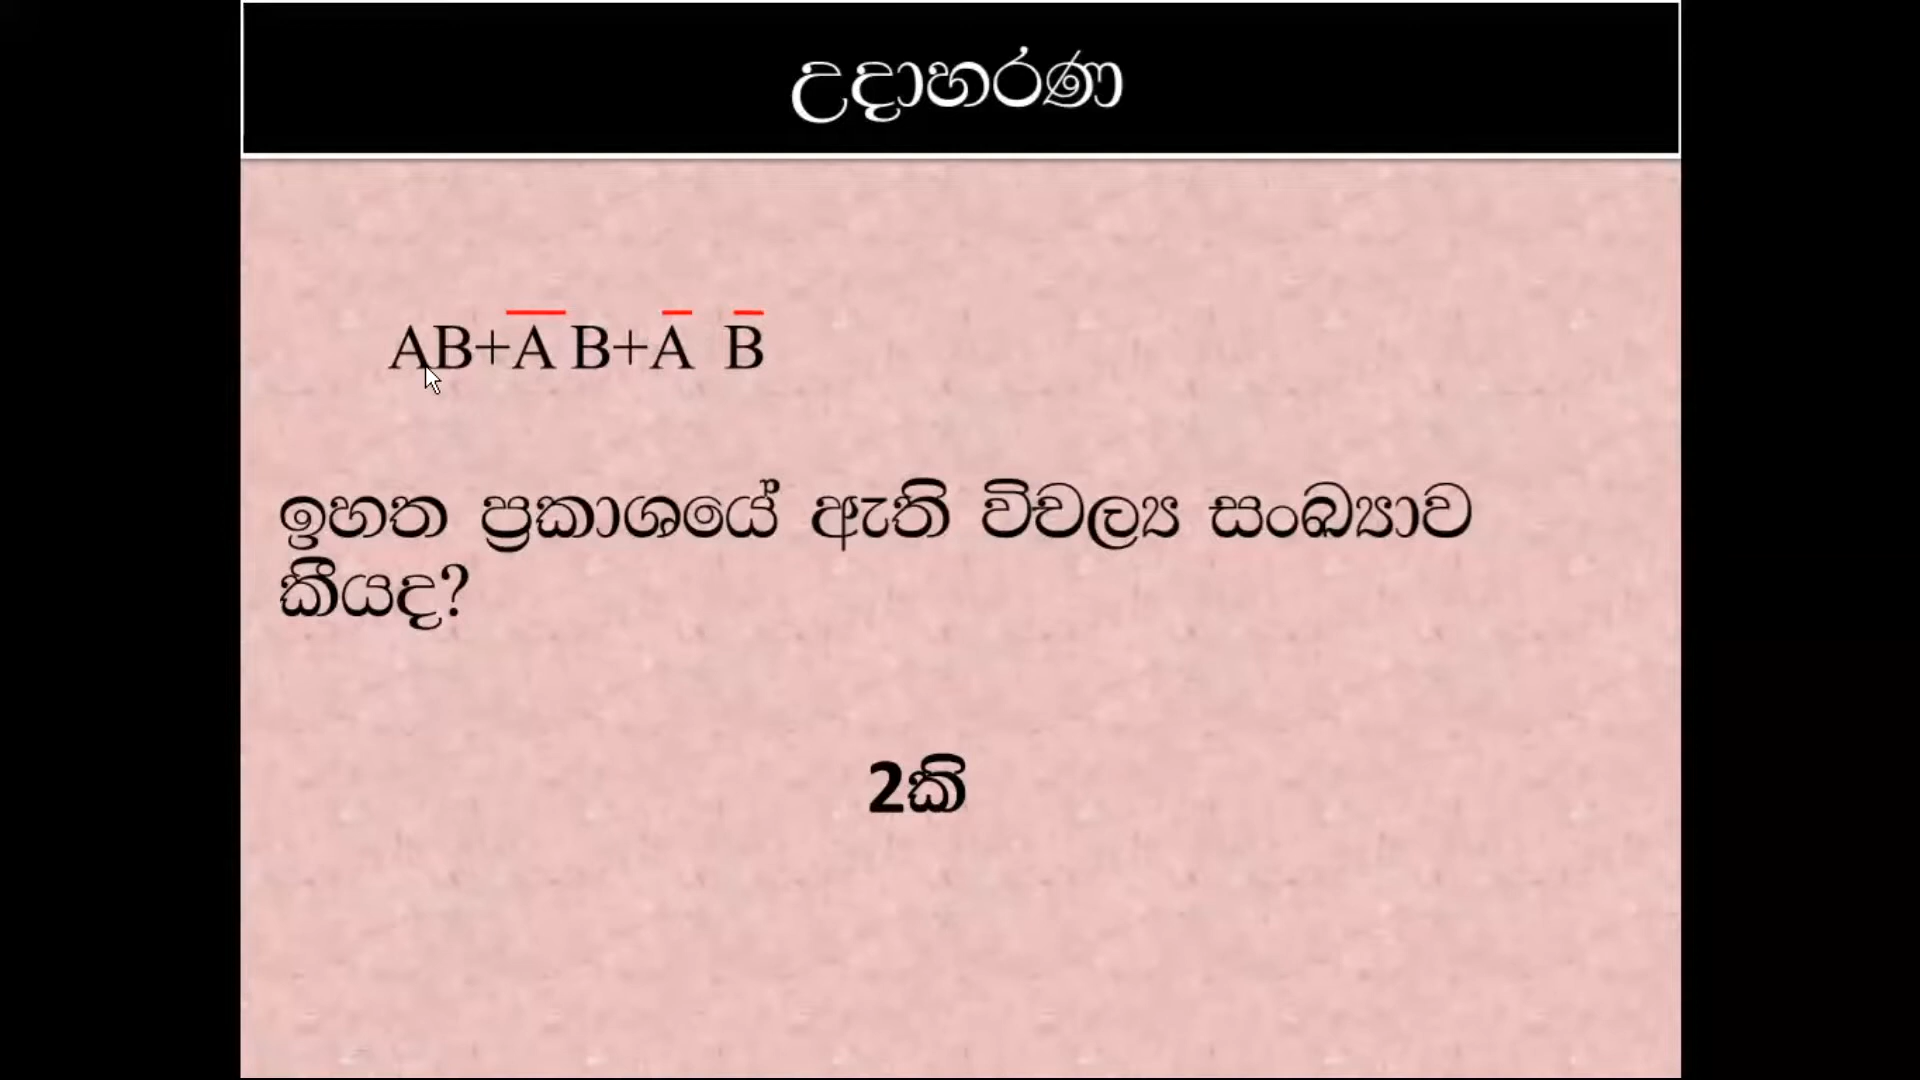 උදාහරණ
AB+A̅ B+A̅ B̅
ඉහත ප්‍රකාශයේ ඇති විචල්‍ය සංඛ්‍යාව
කීයද?
2කි